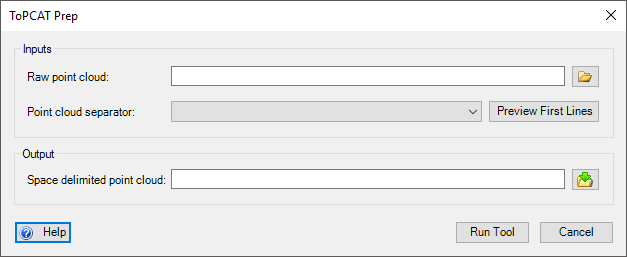 ToPCAT Prep
Inputs
Raw point cloud:
Point cloud separator:
Preview First Lines
Output
Space delimited point cloud:
Help
Run Tool
Cancel